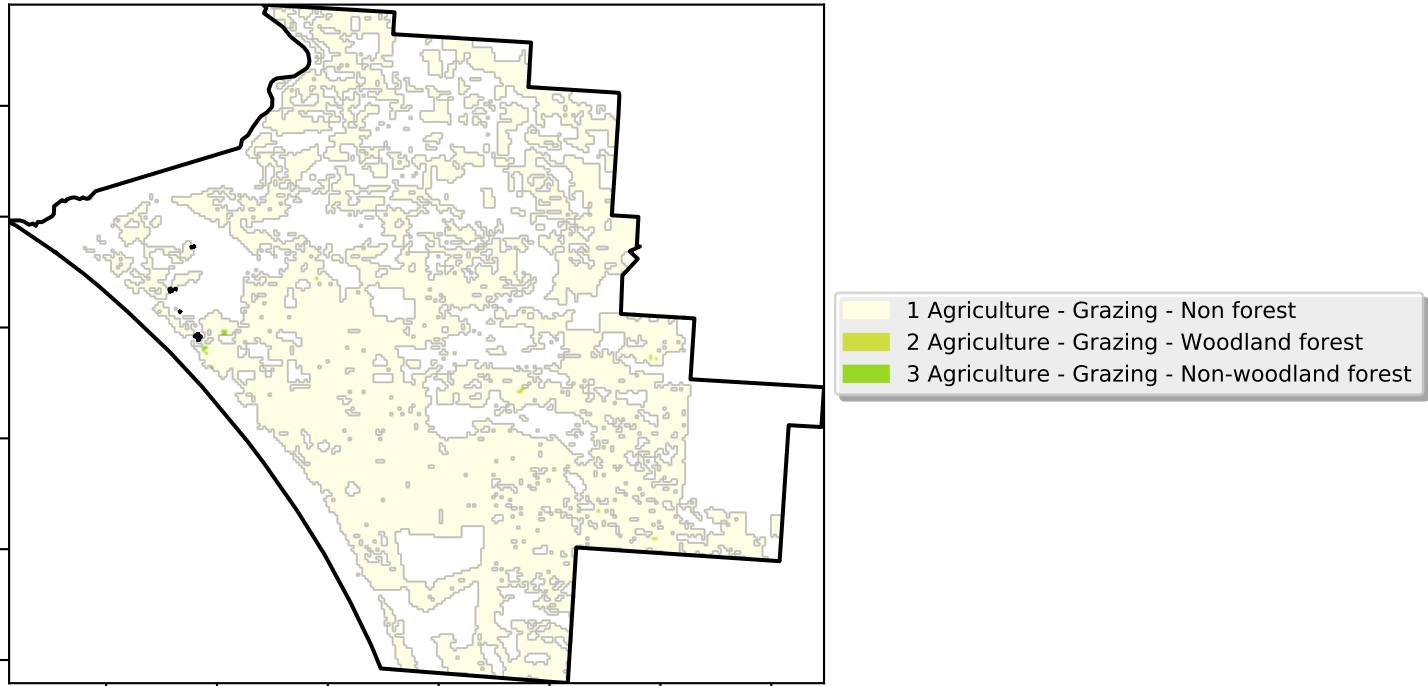 1 Agriculture - Grazing - Non forest
2 Agriculture - Grazing - Woodland forest
3 Agriculture - Grazing - Non-woodland forest